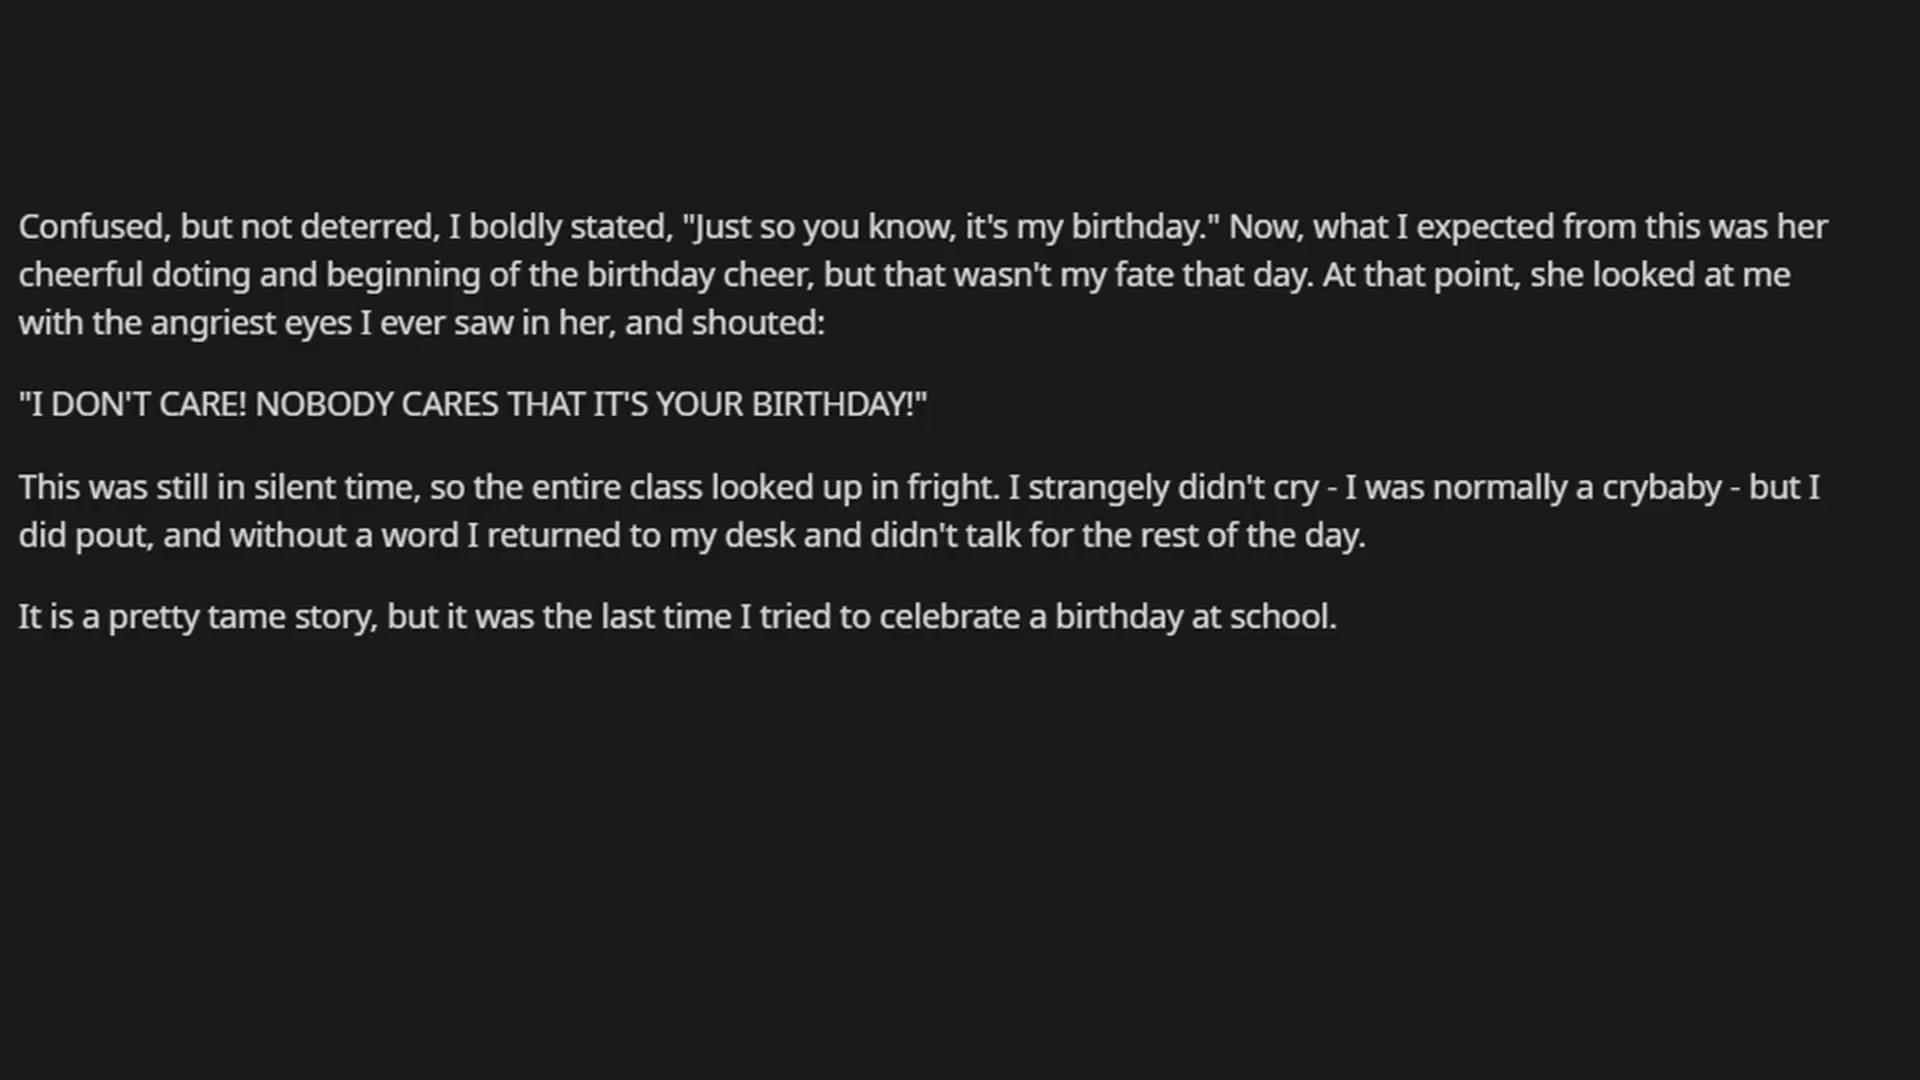 Confused, but not deterred, I boldly stated, "Just so you know, it's my birthday." Now, what I expected from this was her
cheerful doting and beginning of the birthday cheer, but that wasn't my fate that day. At that point, she looked at me
with the angriest eyes I ever saw in her, and shouted:
"I DON'T CARE! NOBODY CARES THAT IT'S YOUR BIRTHDAY!"
This was still in silent time, so the entire class looked up in fright. I strangely didn't cry - I was normally a crybaby - but I
did pout, and without a word I returned to my desk and didn't talk for the rest of the day.
It is a pretty tame story, but it was the last time I tried to celebrate a birthday at school.